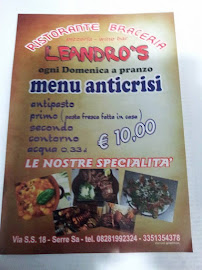 RISTORANTE BRACERIA
LEANDRO'S
ogni Domenica a pranzo
menu anticrisi
antipasto
primo (pasta fresca fatta in casa)
secondo
contorno
acqua 0.33 cl
€ 10,00
LE NOSTRE SPECIALITA'
Via S.S. 18 - Serre Sa - tel. 08281992324 - 3351354378